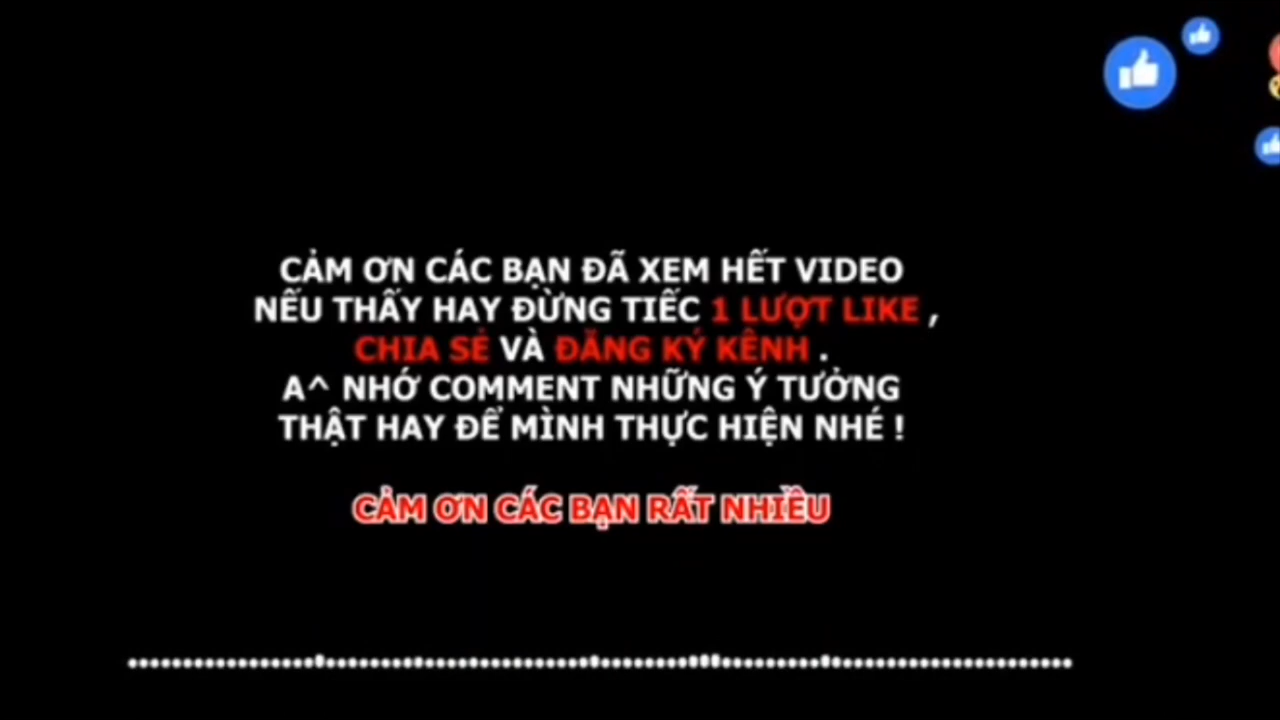 CẢM ƠN CÁC BẠN ĐÃ XEM HẾT VIDEO
NẾU THẤY HAY ĐỪNG TIẾC 1 LƯỢT LIKE ,
CHIA SẺ VÀ ĐĂNG KÝ KÊNH .
A^ NHỚ COMMENT NHỮNG Ý TƯỞNG
THẬT HAY ĐỂ MÌNH THỰC HIỆN NHÉ !
CẢM ƠN CÁC BẠN RẤT NHIỀU